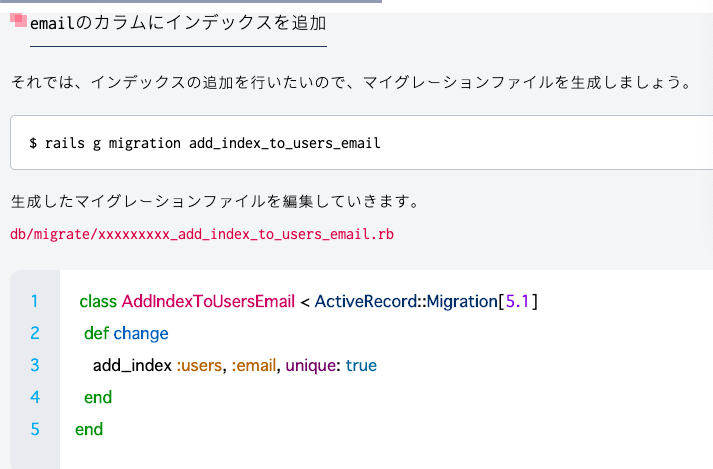 emailのカラムにインデックスを追加
それでは、インデックスの追加を行いたいので、マイグレーションファイルを生成しましょう。
$ rails g migration add_index_to_users_email
生成したマイグレーションファイルを編集していきます。
db/migrate/xxxxxxxxx_add_index_to_users_email.rb
1 class AddIndexToUsersEmail < ActiveRecord::Migration[5.1]
2 def change
3 add_index :users, :email, unique: true
4 end
5 end